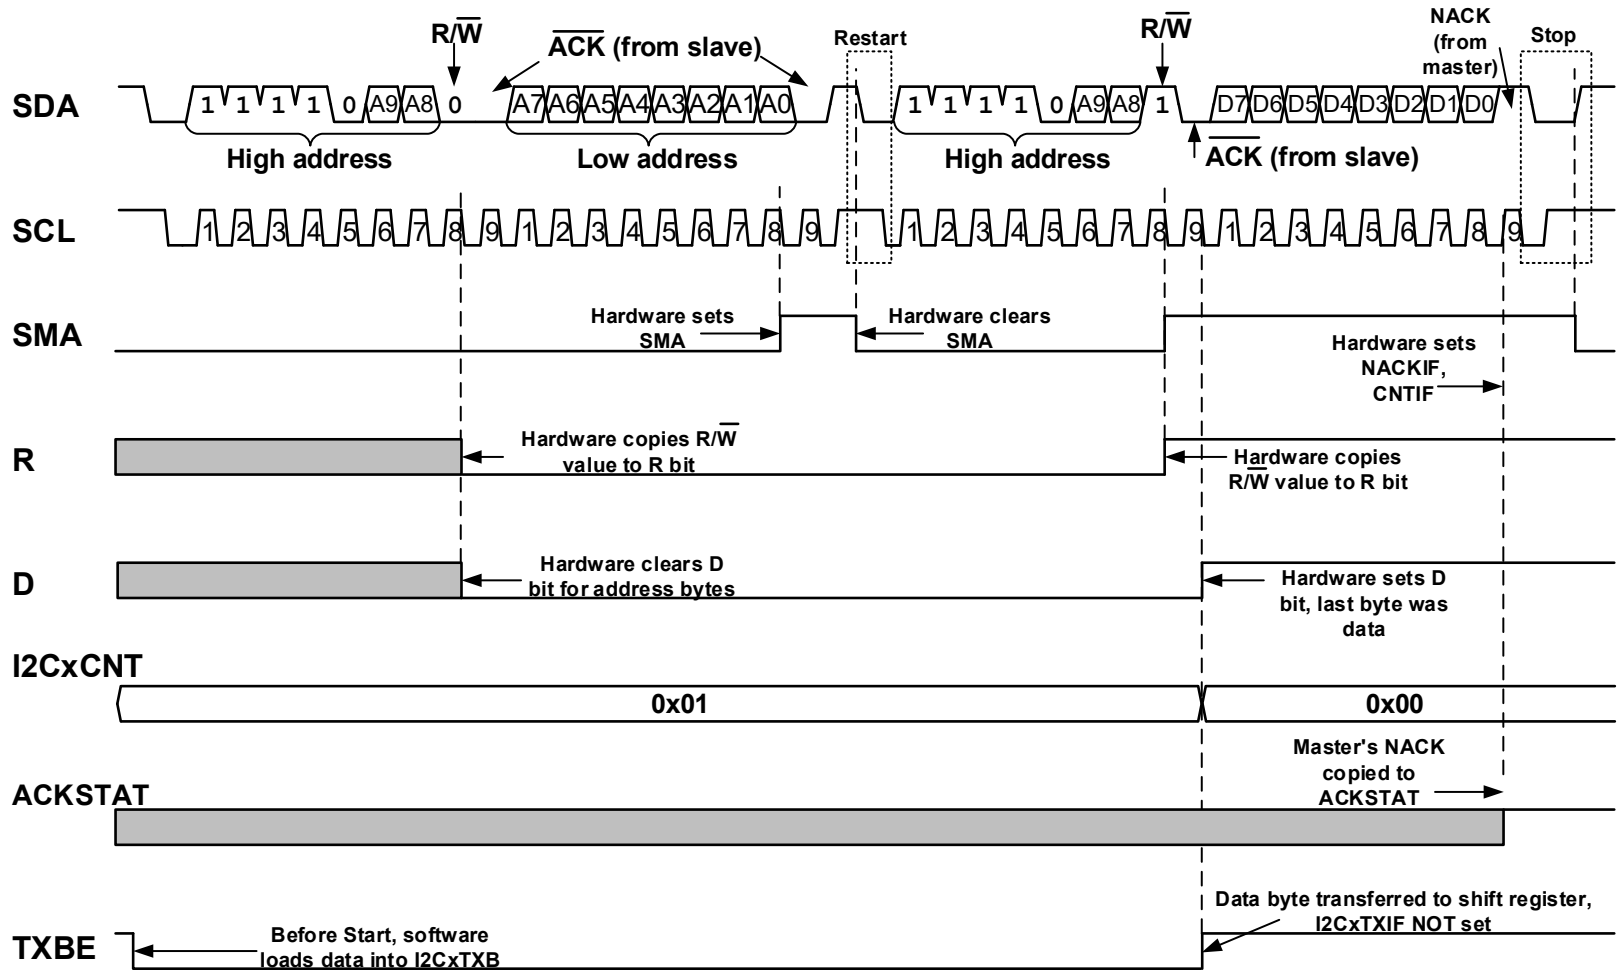 R/W
ACK (from slave)
Restart
R/W
NACK
(from
master)
Stop
SDA
1 1 1 1 0 A9 A8 0 A7 A6 A5 A4 A3 A2 A1 A0 1 1 1 1 0 A9 A8 1 D7 D6 D5 D4 D3 D2 D1 D0
High address
Low address
High address
ACK (from slave)
SCL
1 2 3 4 5 6 7 8 9 1 2 3 4 5 6 7 8 9 1 2 3 4 5 6 7 8 9 1 2 3 4 5 6 7 8 9
SMA
Hardware sets
SMA
Hardware clears
SMA
Hardware sets
NACKIF,
CNTIF
R
Hardware copies R/W
value to R bit
Hardware copies
R/W value to R bit
D
Hardware clears D
bit for address bytes
Hardware sets D
bit, last byte was
data
I2CxCNT
0x01
0x00
ACKSTAT
Master's NACK
copied to
ACKSTAT
TXBE
Before Start, software
loads data into I2CxTXB
Data byte transferred to shift register,
I2CxTXIF NOT set